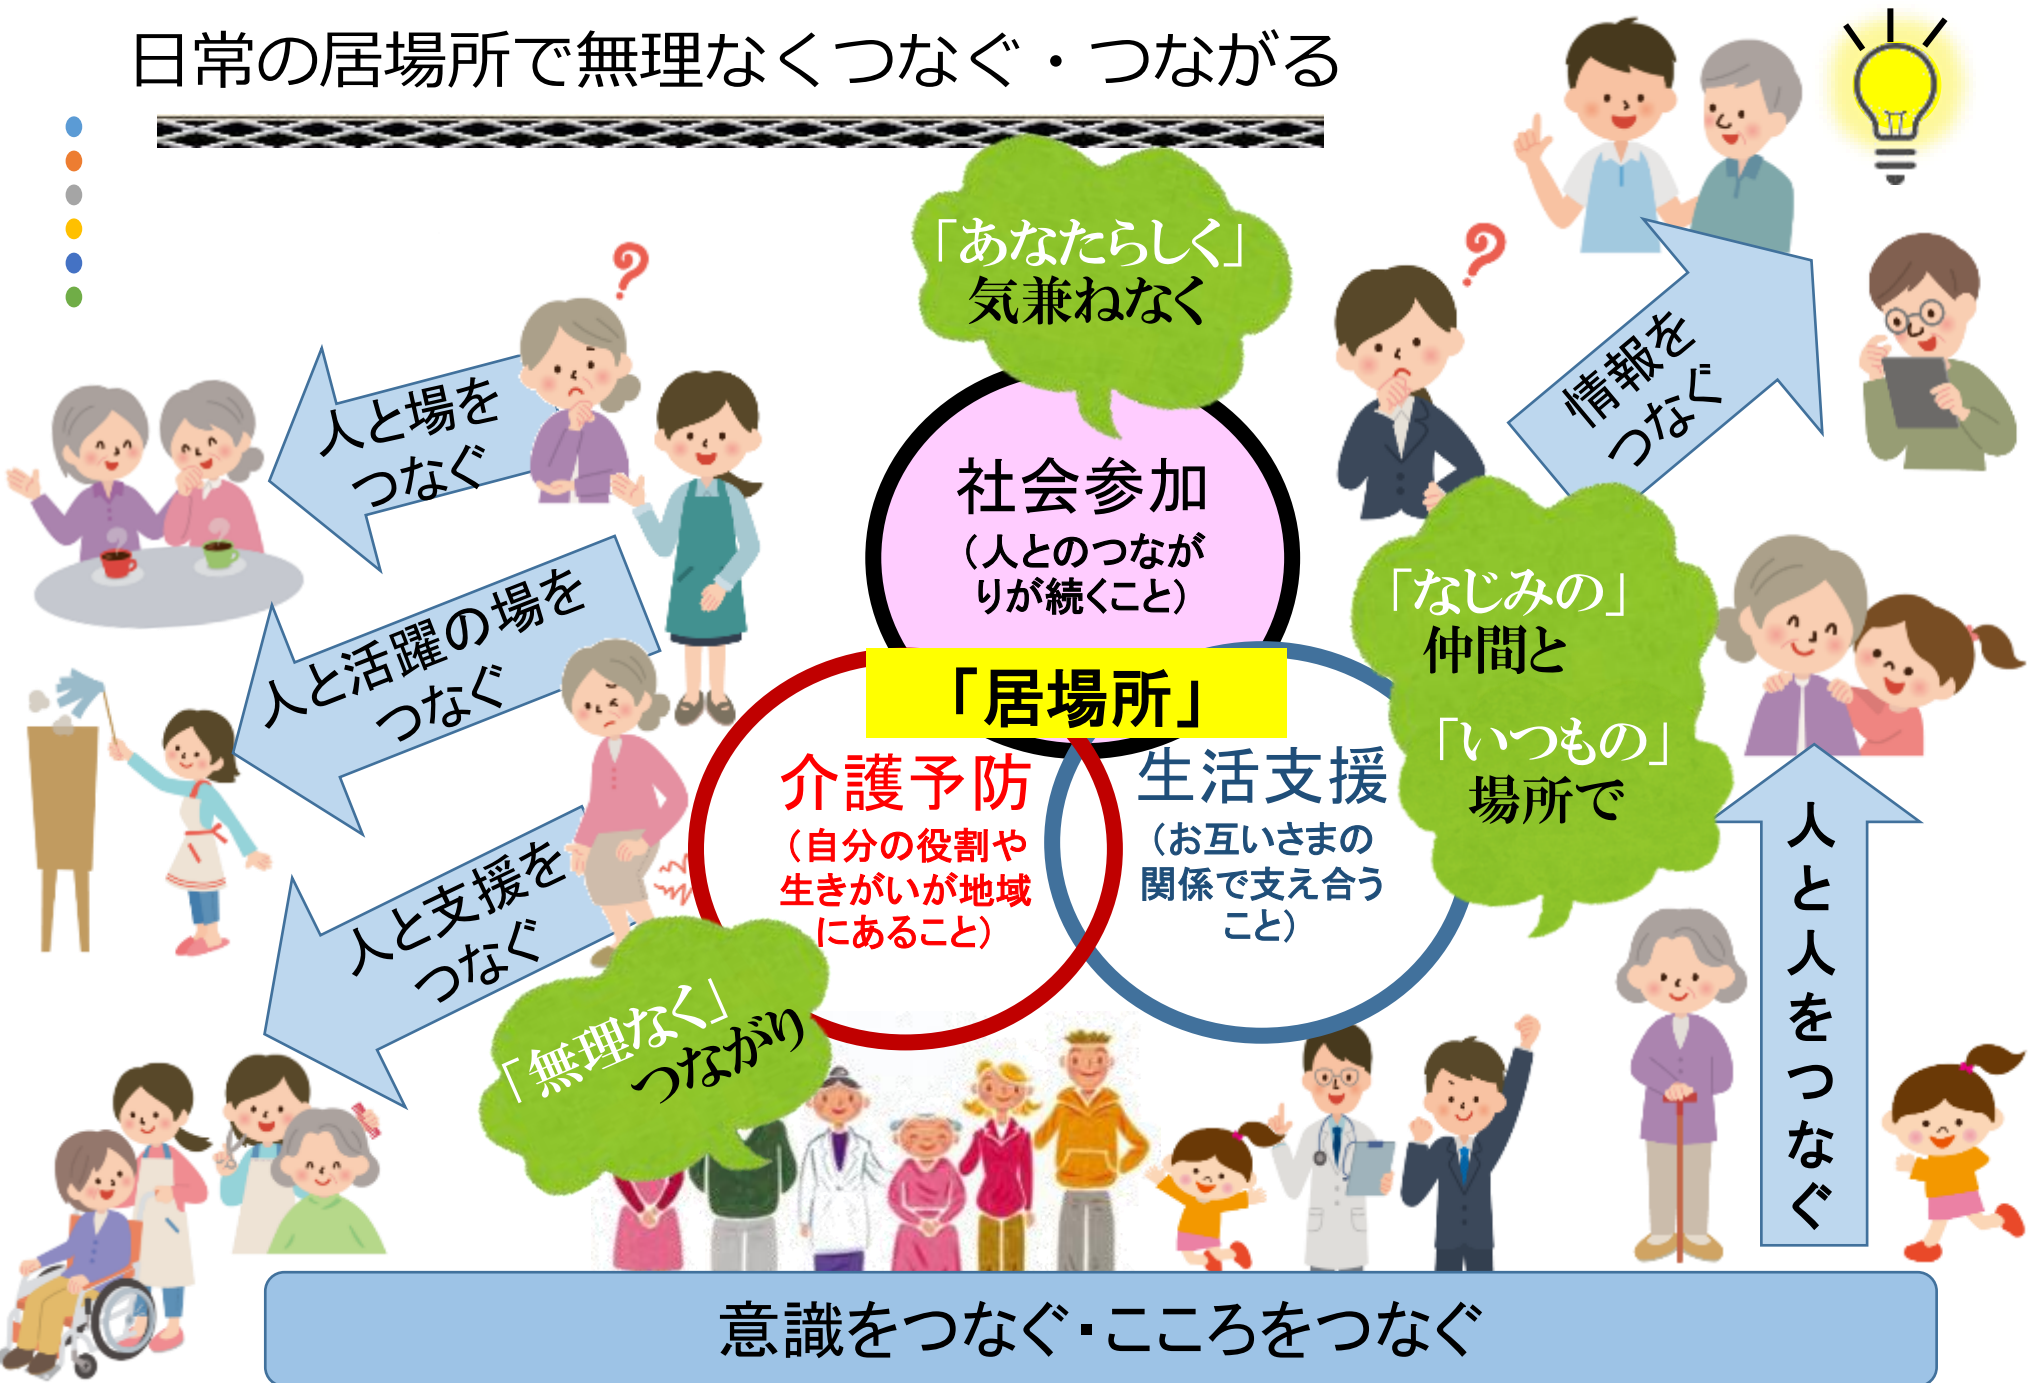 日常の居場所で無理なくつなぐ・つながる
「あなたらしく」
気兼ねなく
人と場を
つなぐ
情報を
つなぐ
社会参加
（人とのつなが
りが続くこと）
「なじみの」
仲間と
「いつもの」
場所で
人と活躍の場を
つなぐ
「居場所」
介護予防
（自分の役割や
生きがいが地域
にあること）
生活支援
（お互いさまの
関係で支え合う
こと）
人と支援を
つなぐ
人と人をつなぐ
「無理なく」
つながり
意識をつなぐ・こころをつなぐ